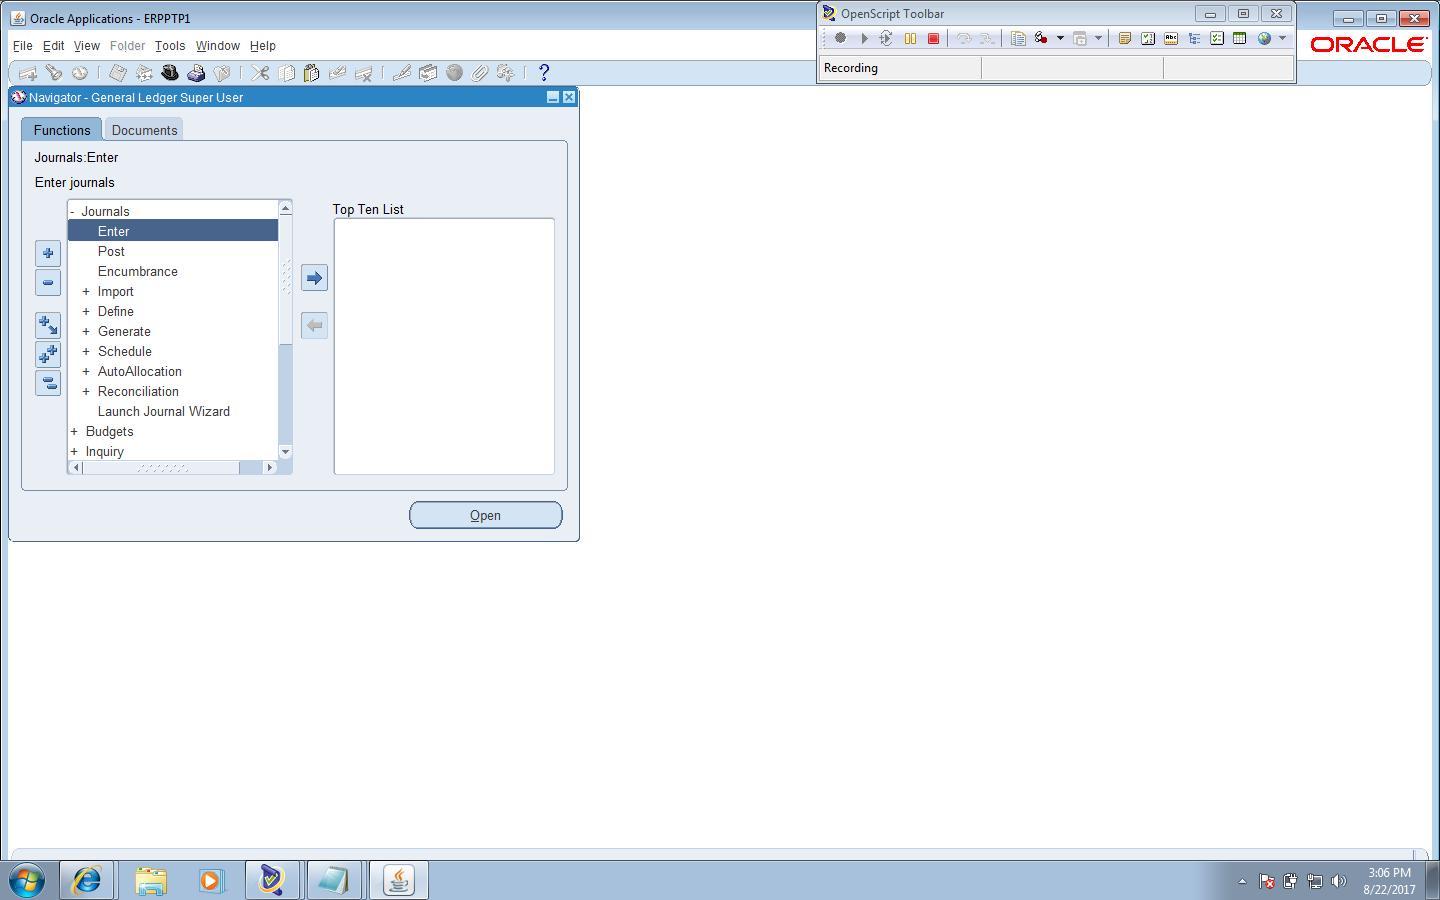 Oracle Applications - ERPPTP1
OpenScript Toolbar
File Edit View Folder Tools Window Help
ORACLE
Recording
Navigator - General Ledger Super User
Functions Documents
Journals:Enter
Enter journals
Top Ten List
- Journals
Enter
Post
Encumbrance
+ Import
+ Define
+ Generate
+ Schedule
+ AutoAllocation
+ Reconciliation
Launch Journal Wizard
+ Budgets
+ Inquiry
Open
3:06 PM
8/22/2017